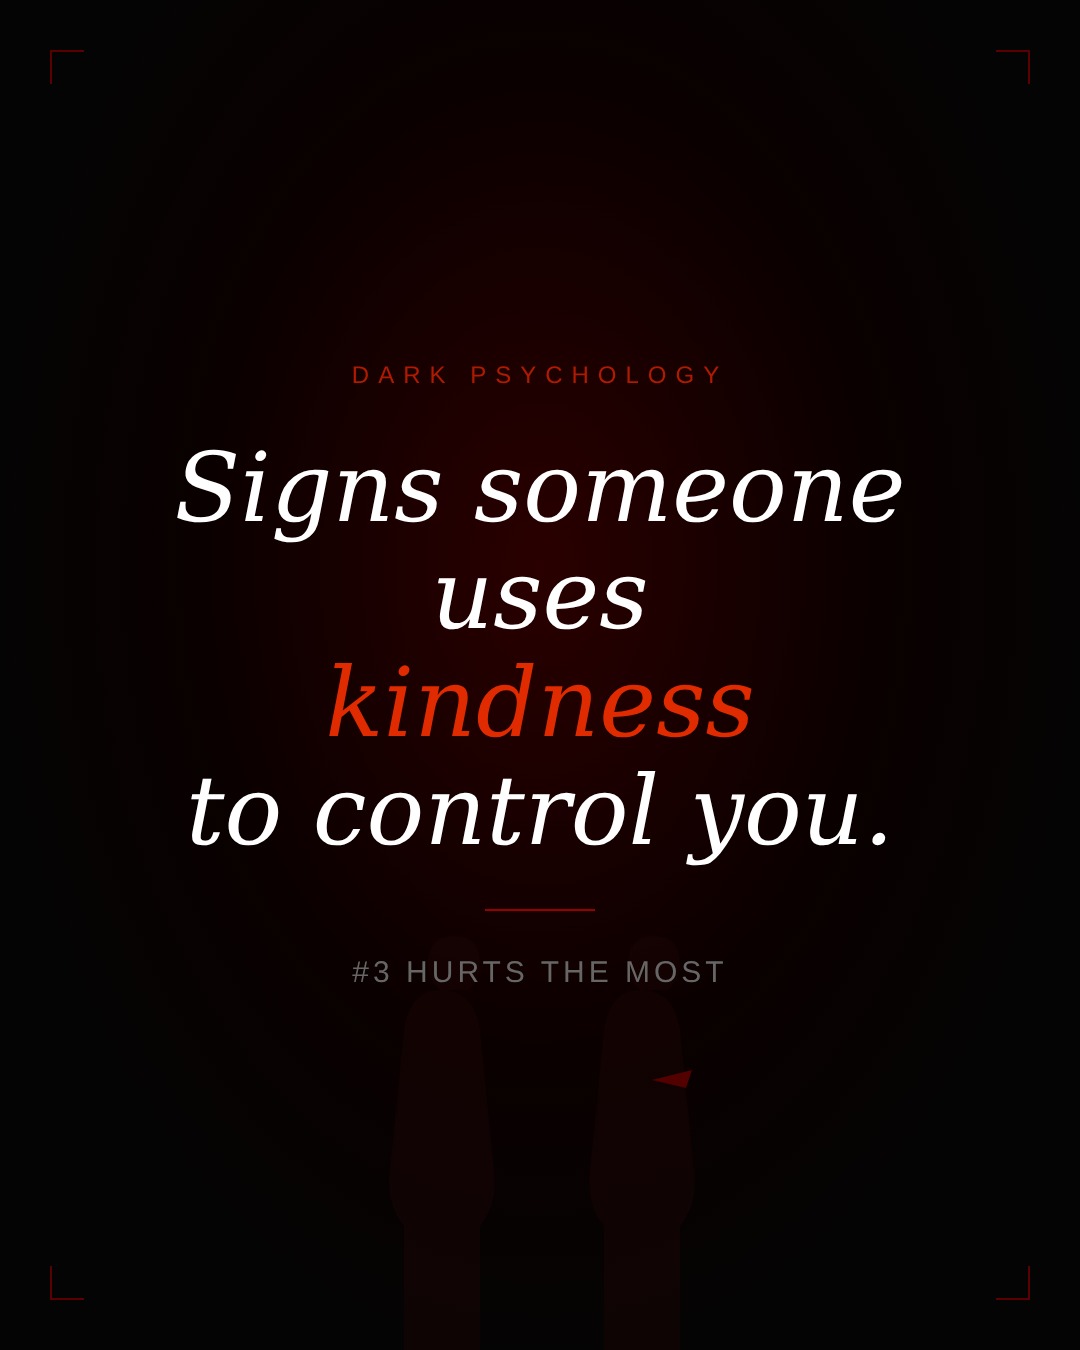 DARK PSYCHOLOGY
Signs someone
uses
kindness
to control you.
#3 HURTS THE MOST